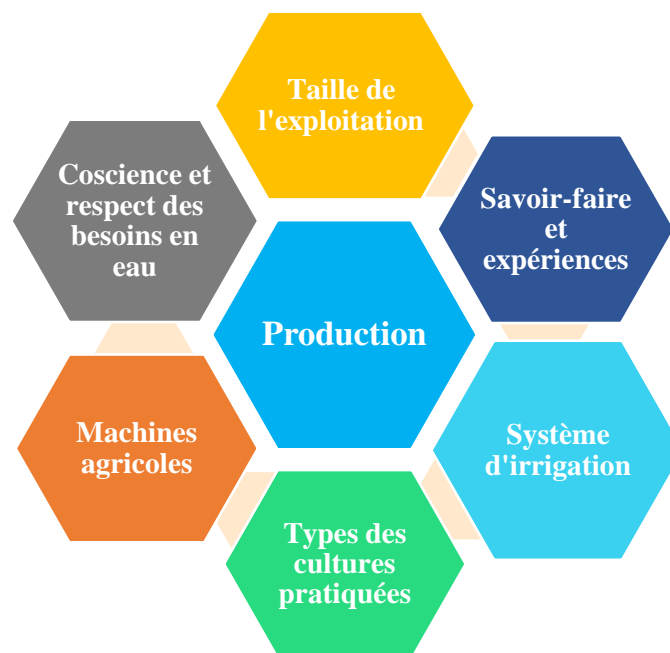 Taille de
l'exploitation
Savoir-faire
et
expériences
Système
d'irrigation
Types des
cultures
pratiquées
Machines
agricoles
Coscience et
respect des
besoins en
eau
Production